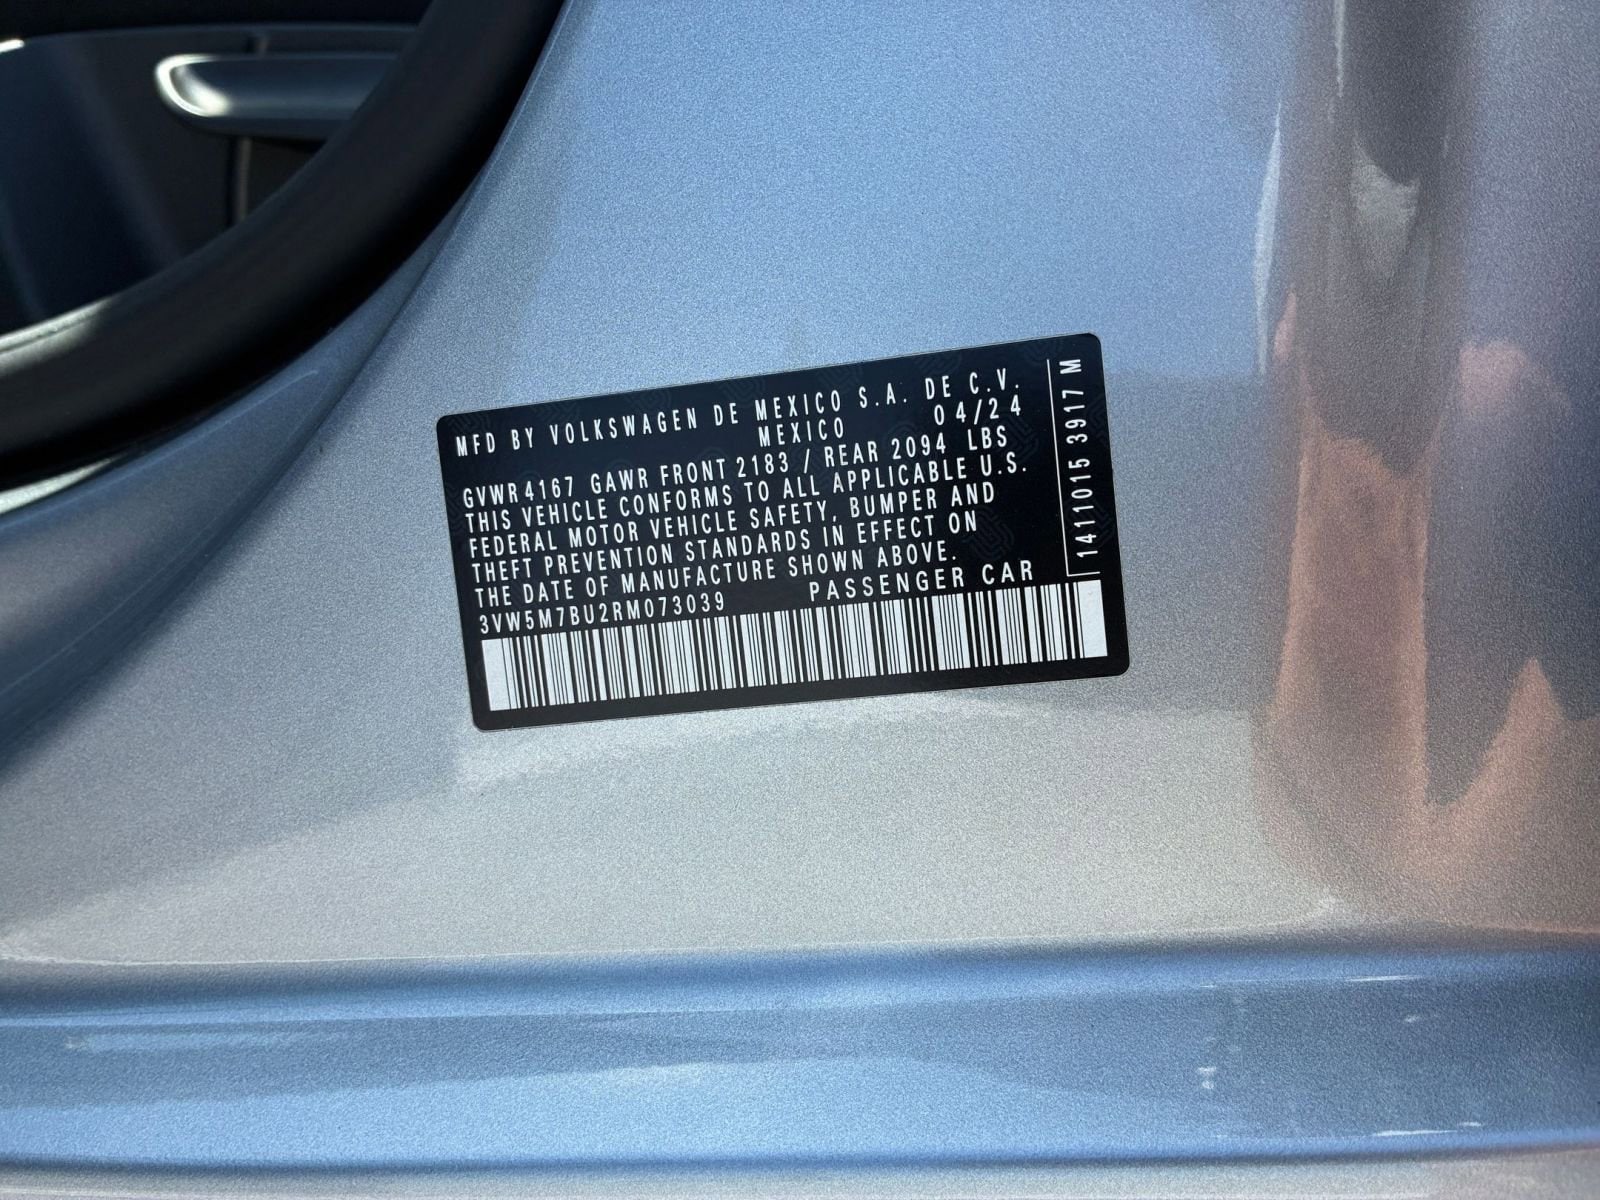 MFD BY VOLKSWAGEN DE MEXICO S.A. DE C.V.
MEXICO 04/24
GVWR 4167 GAWR FRONT 2183 / REAR 2094 LBS
THIS VEHICLE CONFORMS TO ALL APPLICABLE U.S.
FEDERAL MOTOR VEHICLE SAFETY, BUMPER AND
THEFT PREVENTION STANDARDS IN EFFECT ON
THE DATE OF MANUFACTURE SHOWN ABOVE.
3VW5M7BU2RM073039 PASSENGER CAR
1411015 3917 M